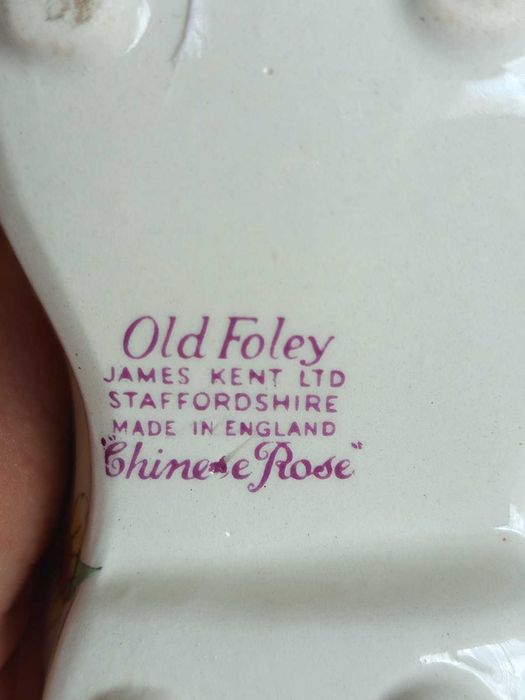 Old Foley
JAMES KENT LTD
STAFFORDSHIRE
MADE IN ENGLAND
"Chinese Rose"